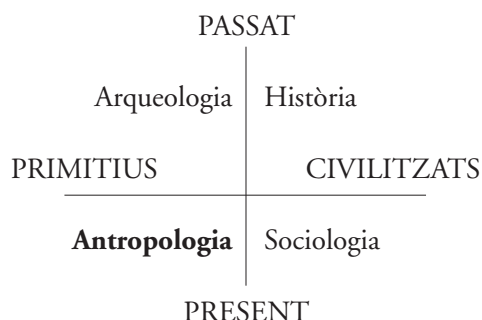 PASSAT
Arqueologia Història
PRIMITIUS CIVILITZATS
Antropologia Sociologia
PRESENT